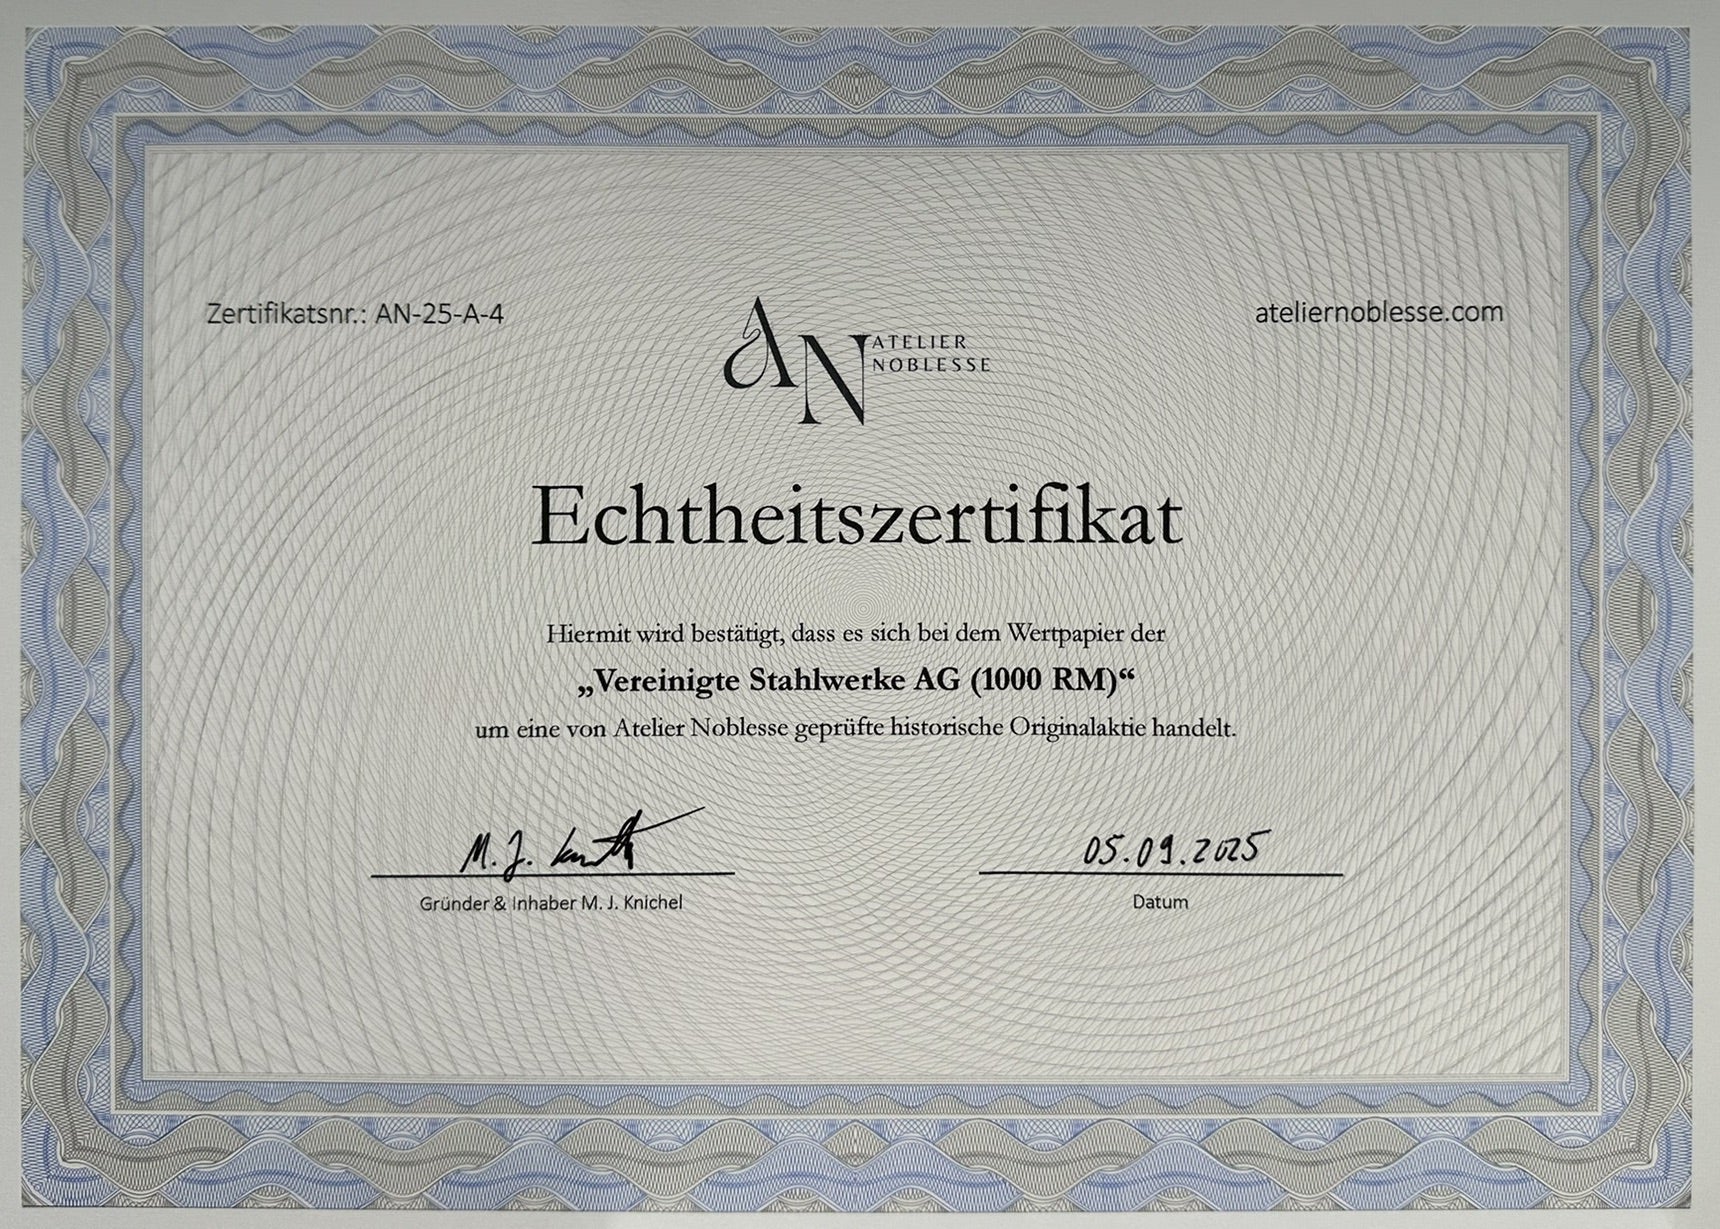 Zertifikatsnr.: AN-25-A-4
ateliernoblesse.com
AN
ATELIER
NOBLESSE
Echtheitszertifikat
Hiermit wird bestätigt, dass es sich bei dem Wertpapier der
„Vereinigte Stahlwerke AG (1000 RM)“
um eine von Atelier Noblesse geprüfte historische Originalaktie handelt.
M. J.
05.09.2025
Gründer & Inhaber M. J. Knichel
Datum